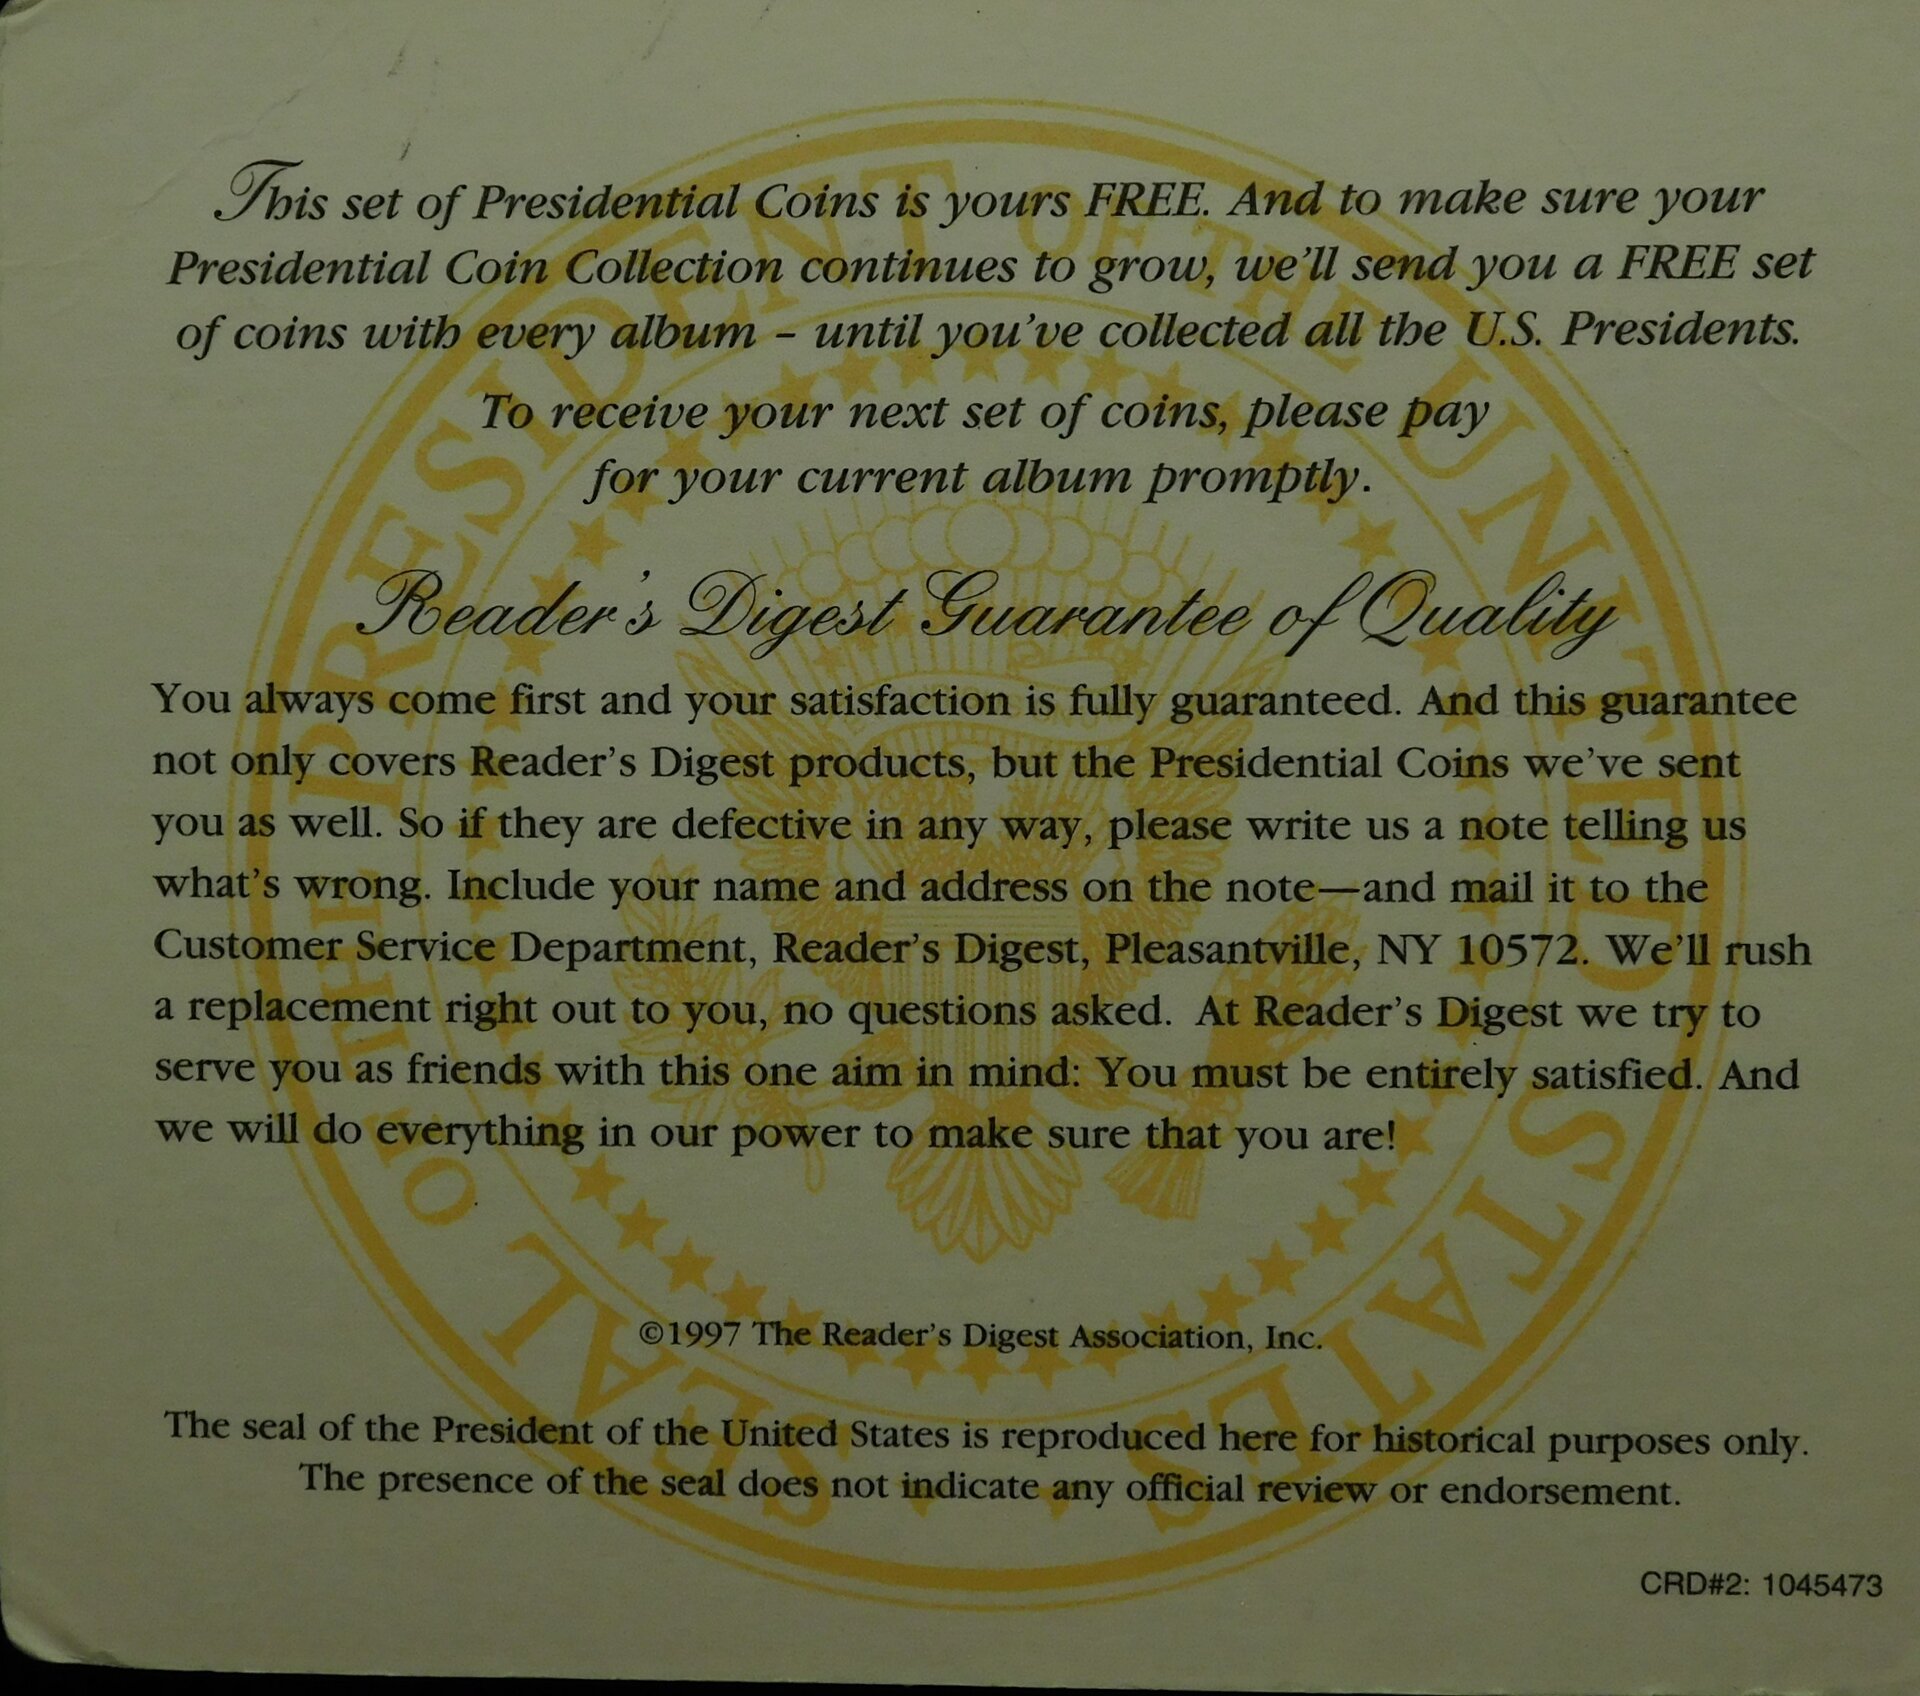 This set of Presidential Coins is yours FREE. And to make sure your
Presidential Coin Collection continues to grow, we'll send you a FREE set
of coins with every album – until you've collected all the U.S. Presidents.
To receive your next set of coins, please pay
for your current album promptly.
Reader's Digest Guarantee of Quality
You always come first and your satisfaction is fully guaranteed. And this guarantee
not only covers Reader's Digest products, but the Presidential Coins we've sent
you as well. So if they are defective in any way, please write us a note telling us
what's wrong. Include your name and address on the note—and mail it to the
Customer Service Department, Reader's Digest, Pleasantville, NY 10572. We'll rush
a replacement right out to you, no questions asked. At Reader's Digest we try to
serve you as friends with this one aim in mind: You must be entirely satisfied. And
we will do everything in our power to make sure that you are!
©1997 The Reader's Digest Association, Inc.
The seal of the President of the United States is reproduced here for historical purposes only.
The presence of the seal does not indicate any official review or endorsement.
CRD#2: 1045473
SEAL OF THE PRESIDENT OF THE UNITED STATES